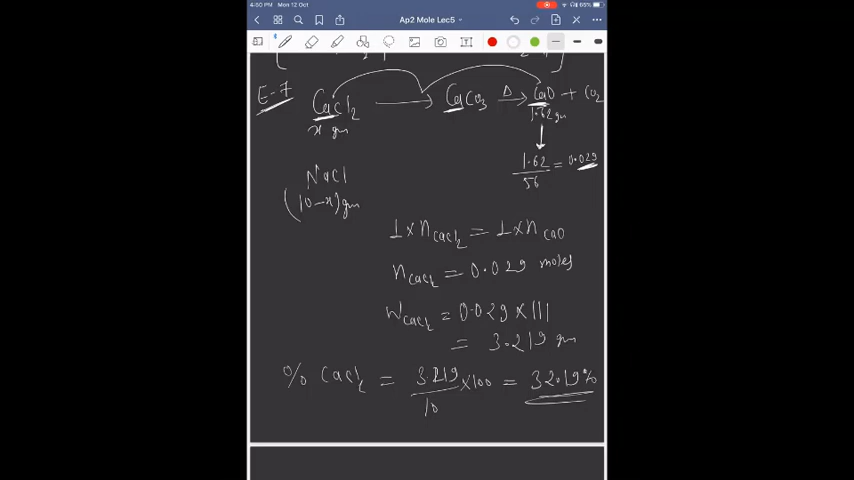 4:50 PM Mon 12 Oct
65%
Ap2 Mole Lec5
E-7 CaCl2 → CaCO3 Δ→ CaO + CO2
x gm 1.62 gm
1.62/56 = 0.029
NaCl
(10-x) gm
1 × nCaCl2 = 1 × nCaO
nCaCl2 = 0.029 moles
WCaCl2 = 0.029 × 111
= 3.219 gm
% CaCl2 = 3.219/10 × 100 = 32.19%